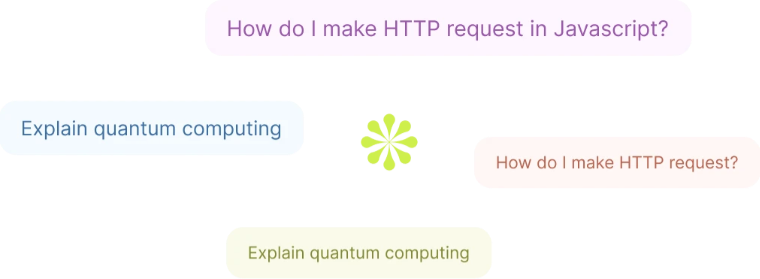 How do I make HTTP request in Javascript?
Explain quantum computing
How do I make HTTP request?
Explain quantum computing